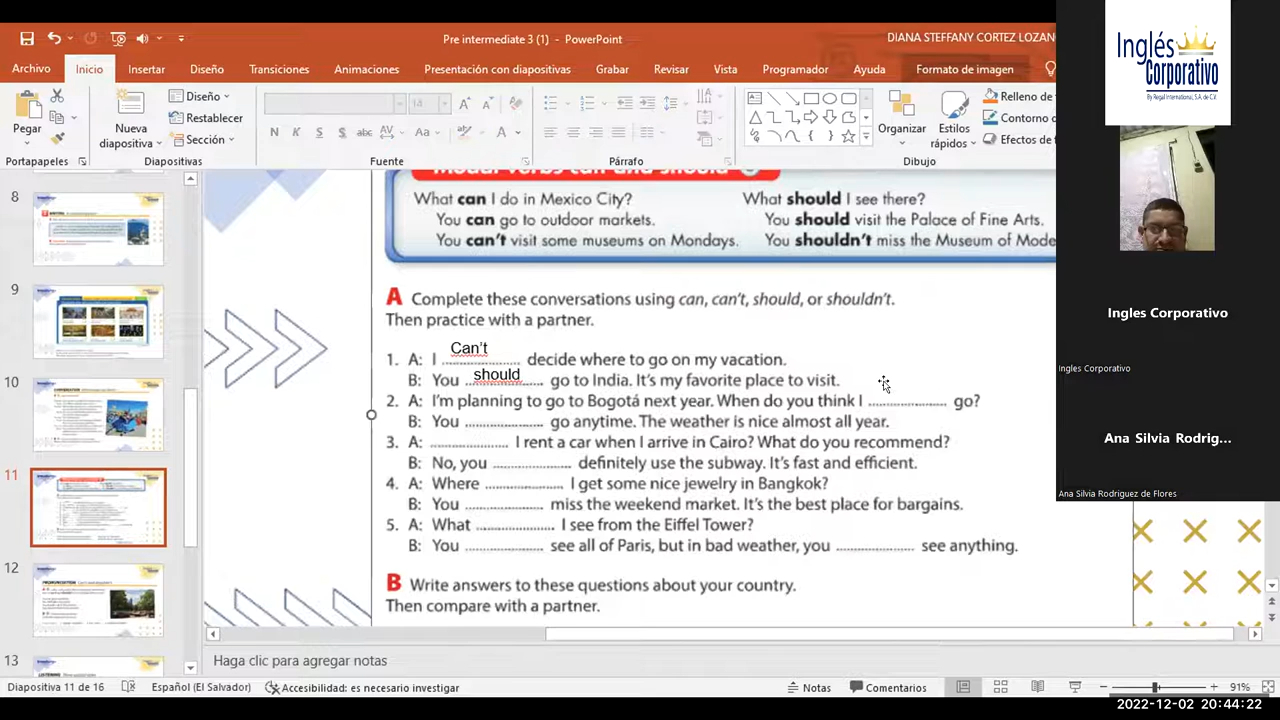 Pre intermediate 3 (1) - PowerPoint
DIANA STEFFANY CORTEZ LOZAN
Archivo
Inicio
Insertar
Diseño
Transiciones
Animaciones
Presentación con diapositivas
Grabar
Revisar
Vista
Programador
Ayuda
Formato de imagen
Pegar
Nueva diapositiva
Diseño
Restablecer
Sección
14
N K S S ab AV Aa A
Organizar
Estilos rápidos
Relleno de
Contorno d
Efectos de f
Portapapeles
Diapositivas
Fuente
Párrafo
Dibujo
8
9
10
11
12
13
Modal verbs can and should
What can I do in Mexico City?
You can go to outdoor markets.
You can't visit some museums on Mondays.
What should I see there?
You should visit the Palace of Fine Arts.
You shouldn't miss the Museum of Mode
A Complete these conversations using can, can't, should, or shouldn't.
Then practice with a partner.
Can't
1. A: I .................... decide where to go on my vacation.
should
B: You .................... go to India. It's my favorite place to visit.
2. A: I'm planning to go to Bogotá next year. When do you think I .................... go?
B: You .................... go anytime. The weather is nice almost all year.
3. A: .................... I rent a car when I arrive in Cairo? What do you recommend?
B: No, you .................... definitely use the subway. It's fast and efficient.
4. A: Where .................... I get some nice jewelry in Bangkok?
B: You .................... miss the weekend market. It's the best place for bargains.
5. A: What .................... I see from the Eiffel Tower?
B: You .................... see all of Paris, but in bad weather, you .................... see anything.
B Write answers to these questions about your country.
Then compare with a partner.
Haga clic para agregar notas
Diapositiva 11 de 16
Español (El Salvador)
Accesibilidad: es necesario investigar
Notas
Comentarios
91%
Inglés
Corporativo
By Regal International, S.A. de C.V.
Ingles Corporativo
Ingles Corporativo
Ana Silvia Rodrig...
Ana Silvia Rodriguez de Flores
2022-12-02 20:44:22